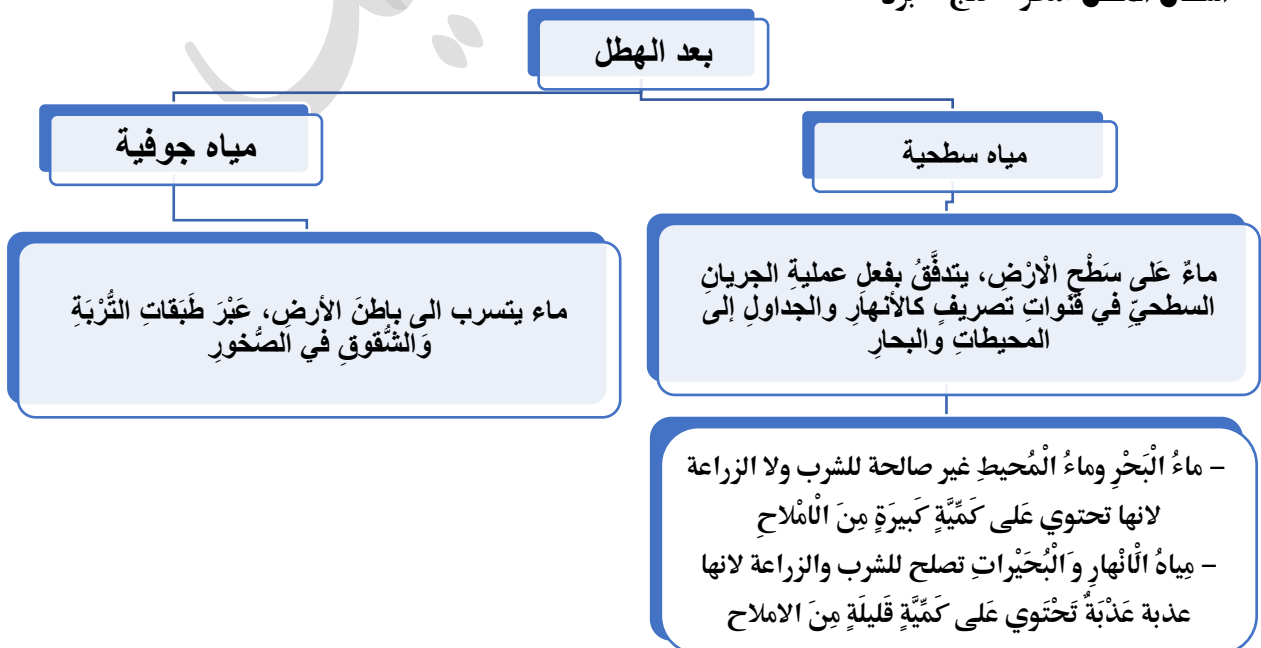 بعد الهطل
مياه سطحية
ماءٌ عَلى سَطْحِ الْارْضِ، يتدفَّقُ بفعلِ عمليةِ الجريانِ
السطحيّ في قنواتِ تصريفٍ كالأنهارِ والجداولِ إلى
المحيطاتِ والبحارِ
– ماءُ الْبَحْرِ وماءُ الْمُحيطِ غير صالحة للشرب ولا الزراعة
لانها تحتوي عَلى كَمِّيَّةٍ كَبيرَةٍ مِنَ الْامْلاحِ
– مِياهُ الْانْهارِ وَالْبُحَيْراتِ تصلح للشرب والزراعة لانها
عذبة عَذْبَةٌ تَحْتَوي عَلى كَمِّيَّةٍ قَليلَةٍ مِنَ الاملاح
مياه جوفية
ماء يتسرب الى باطنَ الأرضِ، عَبْرَ طَبَقاتِ التُّرْبَةِ
وَالشُّقوقِ في الصُّخورِ